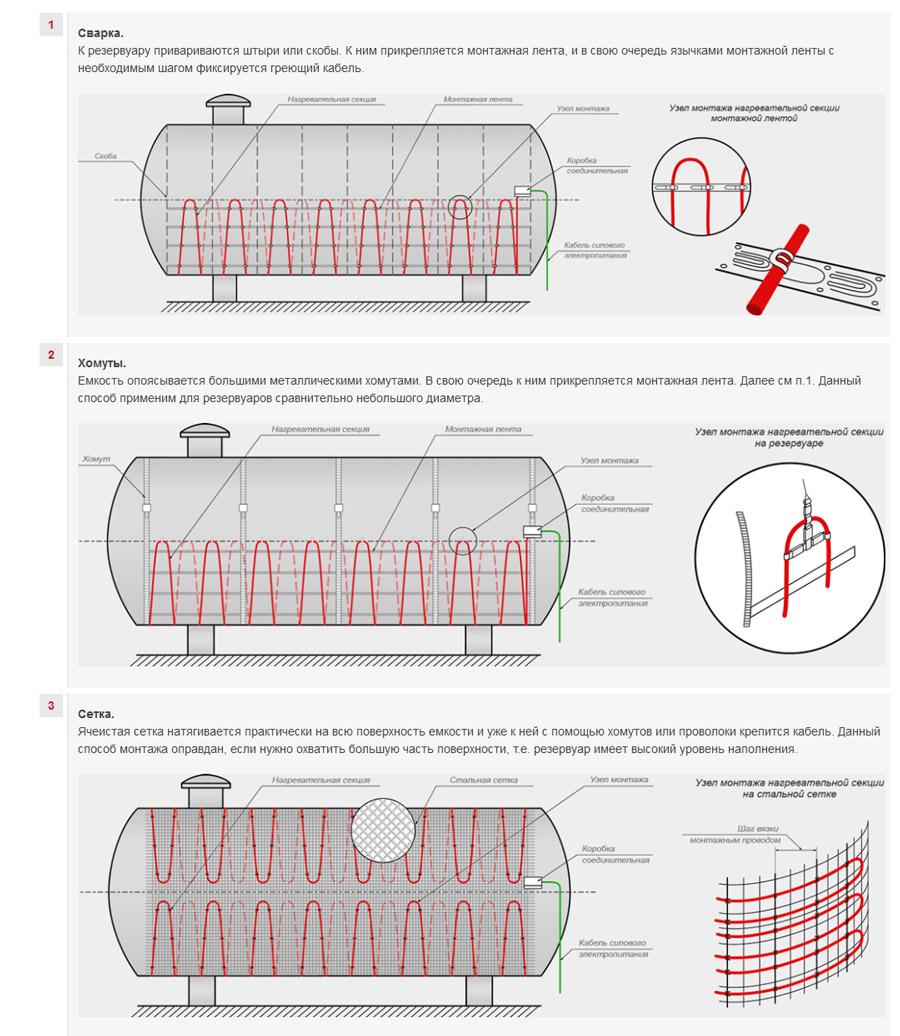 1
Сварка.
К резервуару привариваются штыри или скобы. К ним прикрепляется монтажная лента, и в свою очередь язычками монтажной ленты с
необходимым шагом фиксируется греющий кабель.
Нагревательная секция
Монтажная лента
Узел монтажа
Скоба
Коробка
соединительная
Кабель силового
электропитания
Узел монтажа нагревательной секции
монтажной лентой
2
Хомуты.
Емкость опоясывается большими металлическими хомутами. В свою очередь к ним прикрепляется монтажная лента. Далее см п.1. Данный
способ применим для резервуаров сравнительно небольшого диаметра.
Нагревательная секция
Монтажная лента
Хомут
Узел монтажа
Коробка
соединительная
Кабель силового
электропитания
Узел монтажа нагревательной секции
на резервуаре
3
Сетка.
Ячеистая сетка натягивается практически на всю поверхность емкости и уже к ней с помощью хомутов или проволоки крепится кабель. Данный
способ монтажа оправдан, если нужно охватить большую часть поверхности, т.е. резервуар имеет высокий уровень наполнения.
Нагревательная секция
Стальная сетка
Узел монтажа
Коробка
соединительная
Кабель силового
электропитания
Узел монтажа нагревательной секции
на стальной сетке
Шаг вязки
монтажным проводом